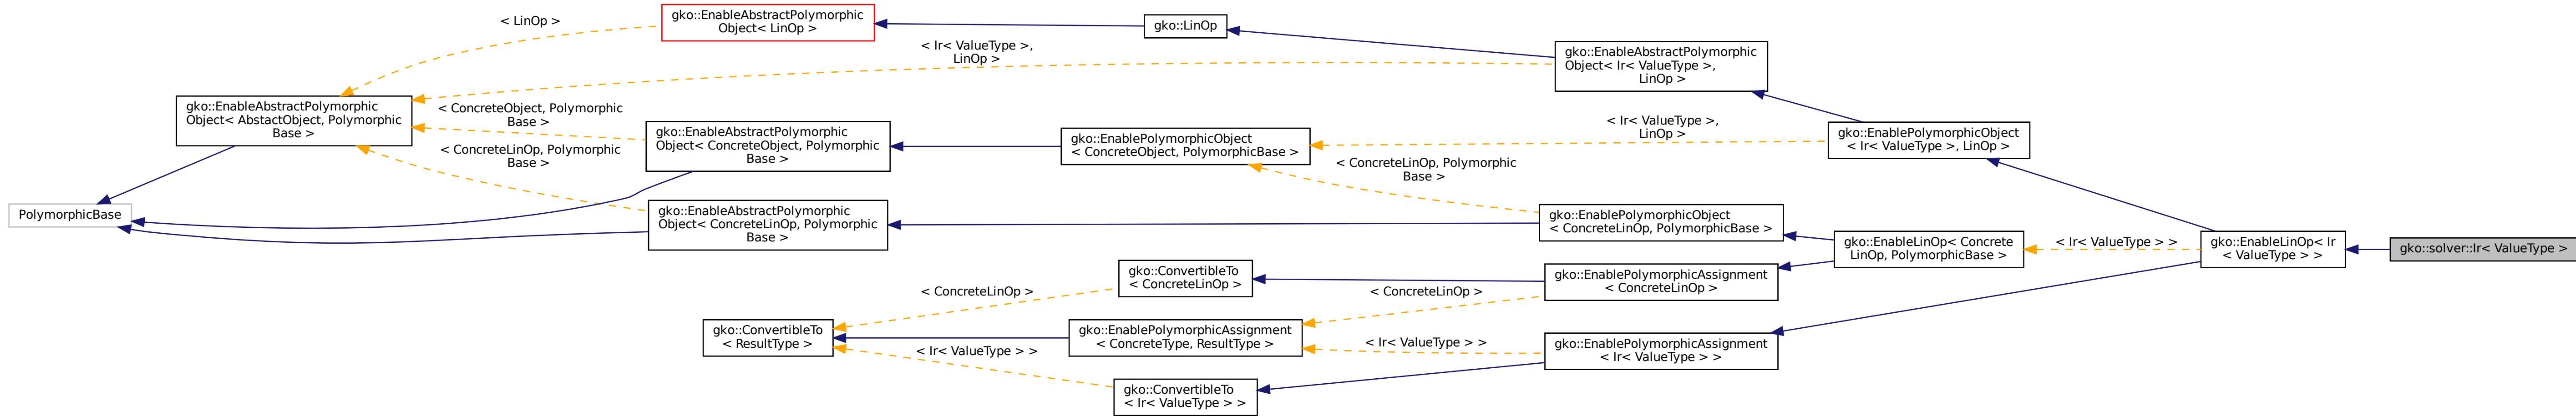 gko::EnableAbstractPolymorphic
Object< LinOp >
< LinOp >
gko::LinOp
< Ir< ValueType >,
LinOp >
gko::EnableAbstractPolymorphic
Object< Ir< ValueType >,
LinOp >
gko::EnableAbstractPolymorphic
Object< AbstactObject, Polymorphic
Base >
< ConcreteObject, Polymorphic
Base >
gko::EnableAbstractPolymorphic
Object< ConcreteObject, Polymorphic
Base >
gko::EnablePolymorphicObject
< ConcreteObject, PolymorphicBase >
< Ir< ValueType >,
LinOp >
gko::EnablePolymorphicObject
< Ir< ValueType >, LinOp >
< ConcreteLinOp, Polymorphic
Base >
< ConcreteLinOp, Polymorphic
Base >
PolymorphicBase
gko::EnableAbstractPolymorphic
Object< ConcreteLinOp, Polymorphic
Base >
gko::EnablePolymorphicObject
< ConcreteLinOp, PolymorphicBase >
gko::EnableLinOp< Concrete
LinOp, PolymorphicBase >
< Ir< ValueType > >
gko::EnableLinOp< Ir
< ValueType > >
gko::solver::Ir< ValueType >
gko::ConvertibleTo
< ConcreteLinOp >
gko::EnablePolymorphicAssignment
< ConcreteLinOp >
< ConcreteLinOp >
< ConcreteLinOp >
gko::ConvertibleTo
< ResultType >
gko::EnablePolymorphicAssignment
< ConcreteType, ResultType >
< Ir< ValueType > >
< Ir< ValueType > >
gko::EnablePolymorphicAssignment
< Ir< ValueType > >
gko::ConvertibleTo
< Ir< ValueType > >